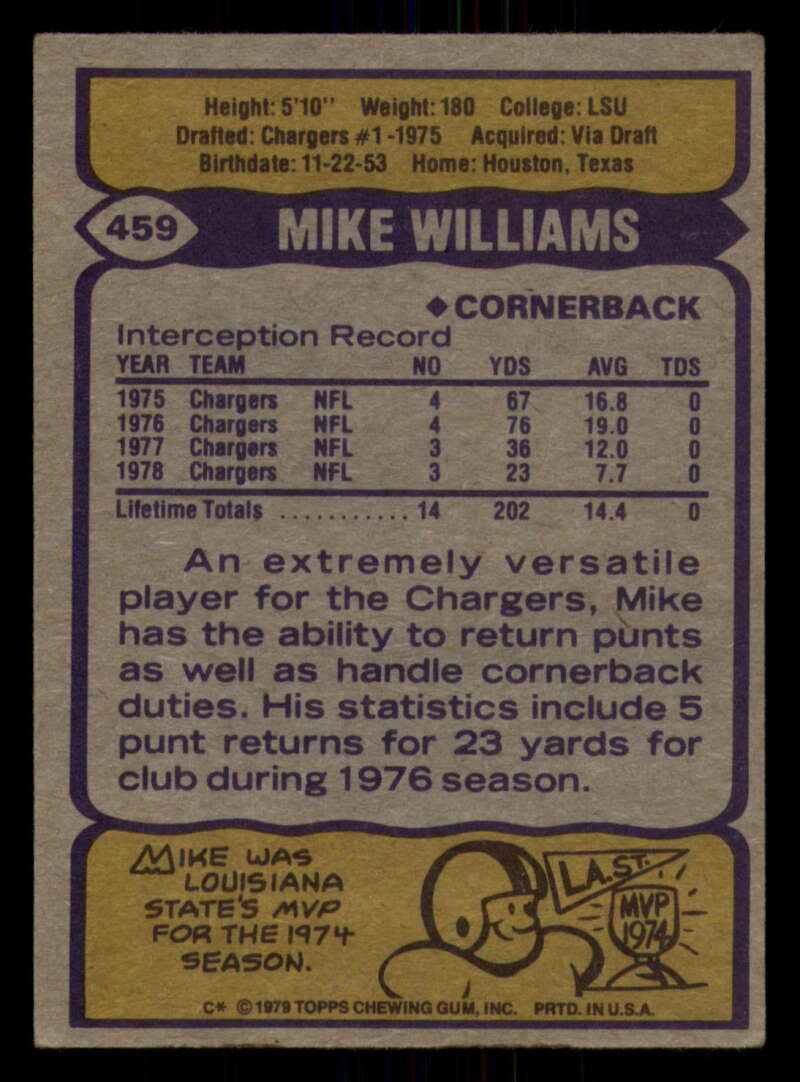 Height: 5'10" Weight: 180 College: LSU
Drafted: Chargers #1-1975 Acquired: Via Draft
Birthdate: 11-22-53 Home: Houston, Texas
459 MIKE WILLIAMS
◆CORNERBACK
Interception Record
YEAR TEAM NO YDS AVG TDS
1975 Chargers NFL 4 67 16.8 0
1976 Chargers NFL 4 76 19.0 0
1977 Chargers NFL 3 36 12.0 0
1978 Chargers NFL 3 23 7.7 0
Lifetime Totals ........... 14 202 14.4 0
An extremely versatile
player for the Chargers, Mike
has the ability to return punts
as well as handle cornerback
duties. His statistics include 5
punt returns for 23 yards for
club during 1976 season.
MIKE WAS
LOUISIANA
STATE'S MVP
FOR THE 1974
SEASON.
LA. ST.
MVP
1974
C* © 1979 TOPPS CHEWING GUM, INC. PRTD. IN U.S.A.